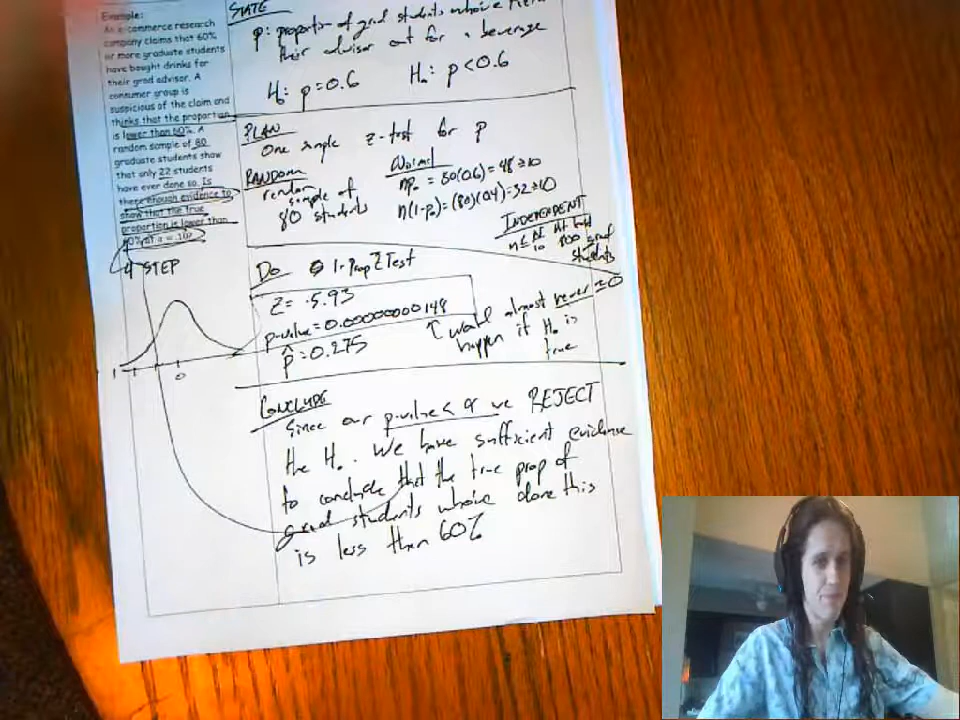 Example:
An e-commerce research
company claims that 60%
or more graduate students
have bought drinks for
their grad advisor. A
consumer group is
suspicious of the claim and
thinks that the proportion
is lower than 60%. A
random sample of 80
graduate students show
that only 22 students
have ever done so. Is
there enough evidence to
show that the true
proportion is lower than
60% at α = .10?
4 STEP
0
STATE
p: proportion of grad students who've
their advisor out for a beverage
H₀: p = 0.6 Hₐ: p < 0.6
PLAN
One sample z-test for p
RANDOM
random
sample of
80 students
Normal
np₀ = 80(0.6) = 48 ≥ 10
n(1-p₀) = (80)(0.4) = 32 ≥ 10
INDEPENDENT
n ≤ N/10 At least
800 grad
students
Do 1-Prop Z Test
Z = -5.93
p-value = 0.00000000148
p̂ = 0.275
↑ would almost never ≈ 0
happen if H₀ is
true
CONCLUDE
Since our p-value < α we REJECT
the H₀. We have sufficient evidence
to conclude that the true prop of
grad students who've done this
is less than 60%